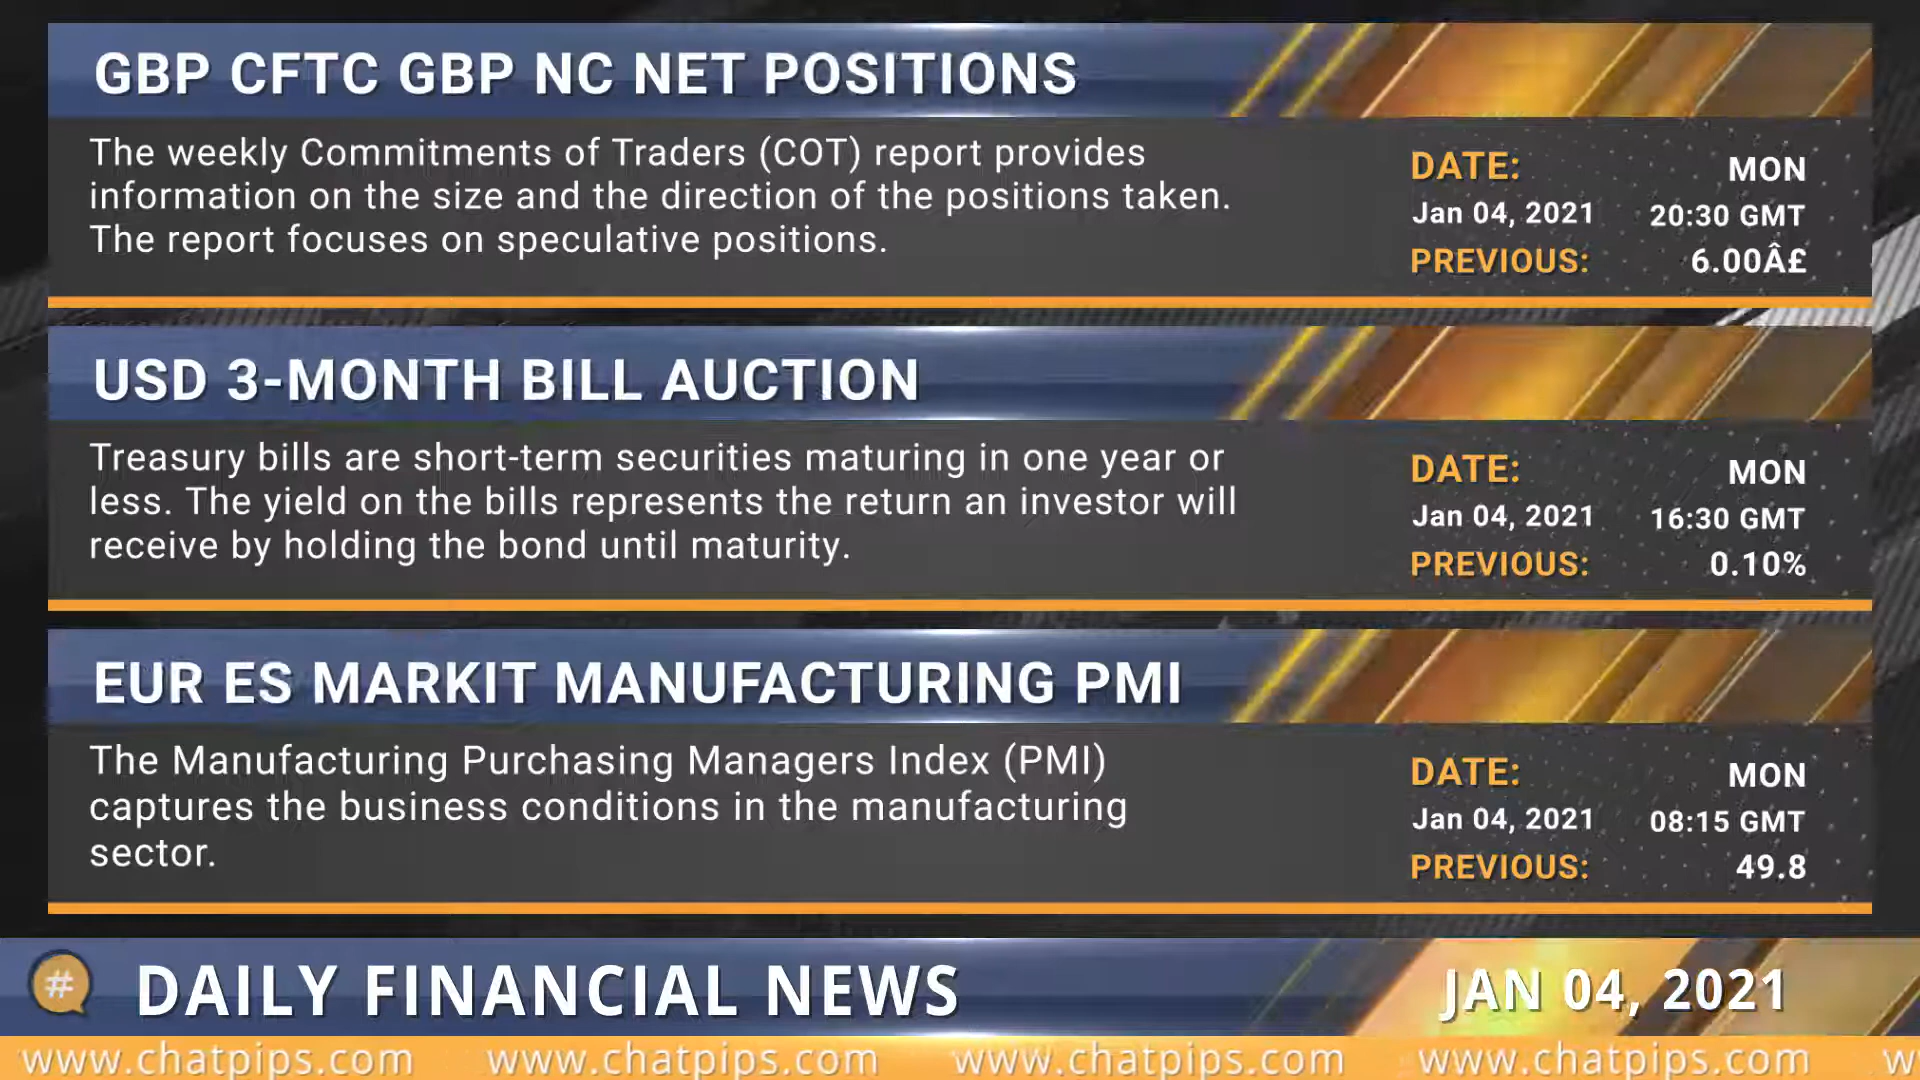 GBP CFTC GBP NC NET POSITIONS
The weekly Commitments of Traders (COT) report provides
information on the size and the direction of the positions taken.
The report focuses on speculative positions.
DATE: MON
Jan 04, 2021 20:30 GMT
PREVIOUS: 6.00Â£
USD 3-MONTH BILL AUCTION
Treasury bills are short-term securities maturing in one year or
less. The yield on the bills represents the return an investor will
receive by holding the bond until maturity.
DATE: MON
Jan 04, 2021 16:30 GMT
PREVIOUS: 0.10%
EUR ES MARKIT MANUFACTURING PMI
The Manufacturing Purchasing Managers Index (PMI)
captures the business conditions in the manufacturing
sector.
DATE: MON
Jan 04, 2021 08:15 GMT
PREVIOUS: 49.8
# DAILY FINANCIAL NEWS JAN 04, 2021
www.chatpips.com www.chatpips.com www.chatpips.com www.chatpips.com w